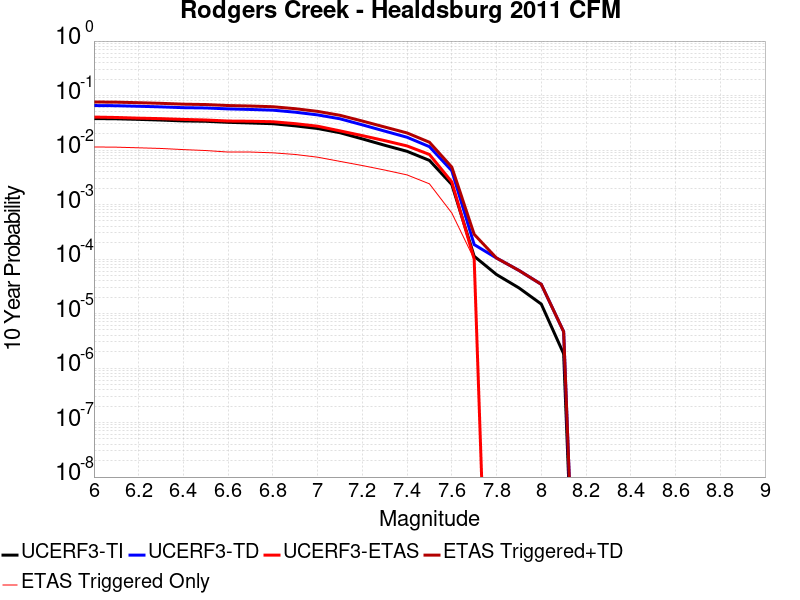 Rodgers Creek - Healdsburg 2011 CFM
10 Year Probability
10^0
10^-1
10^-2
10^-3
10^-4
10^-5
10^-6
10^-7
10^-8
6 6.2 6.4 6.6 6.8 7 7.2 7.4 7.6 7.8 8 8.2 8.4 8.6 8.8 9
Magnitude
UCERF3-TI UCERF3-TD UCERF3-ETAS ETAS Triggered+TD
ETAS Triggered Only